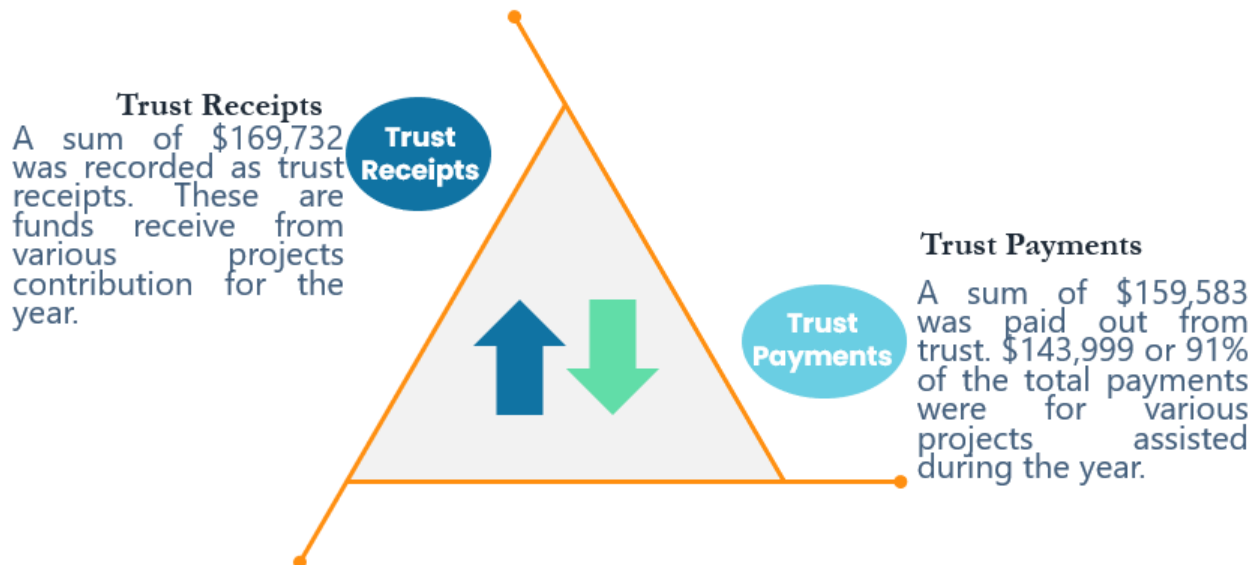 Trust Receipts
A sum of $169,732
was recorded as trust
receipts. These are
funds receive from
various projects
contribution for the
year.
Trust
Receipts
Trust Payments
A sum of $159,583
was paid out from
trust. $143,999 or 91%
of the total payments
were for various
projects assisted
during the year.
Trust
Payments